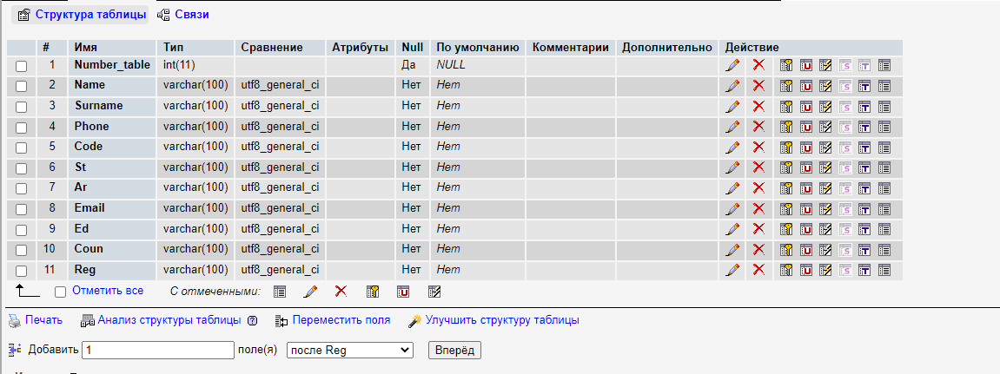 Структура таблицы Связи
# Имя Тип Сравнение Атрибуты Null По умолчанию Комментарии Дополнительно Действие
1 Number_table int(11) Да NULL
2 Name varchar(100) utf8_general_ci Нет Нет
3 Surname varchar(100) utf8_general_ci Нет Нет
4 Phone varchar(100) utf8_general_ci Нет Нет
5 Code varchar(100) utf8_general_ci Нет Нет
6 St varchar(100) utf8_general_ci Нет Нет
7 Ar varchar(100) utf8_general_ci Нет Нет
8 Email varchar(100) utf8_general_ci Нет Нет
9 Ed varchar(100) utf8_general_ci Нет Нет
10 Coun varchar(100) utf8_general_ci Нет Нет
11 Reg varchar(100) utf8_general_ci Нет Нет
Отметить все С отмеченными:
Печать Анализ структуры таблицы Переместить поля Улучшить структуру таблицы
Добавить 1 поле(я) после Reg Вперёд